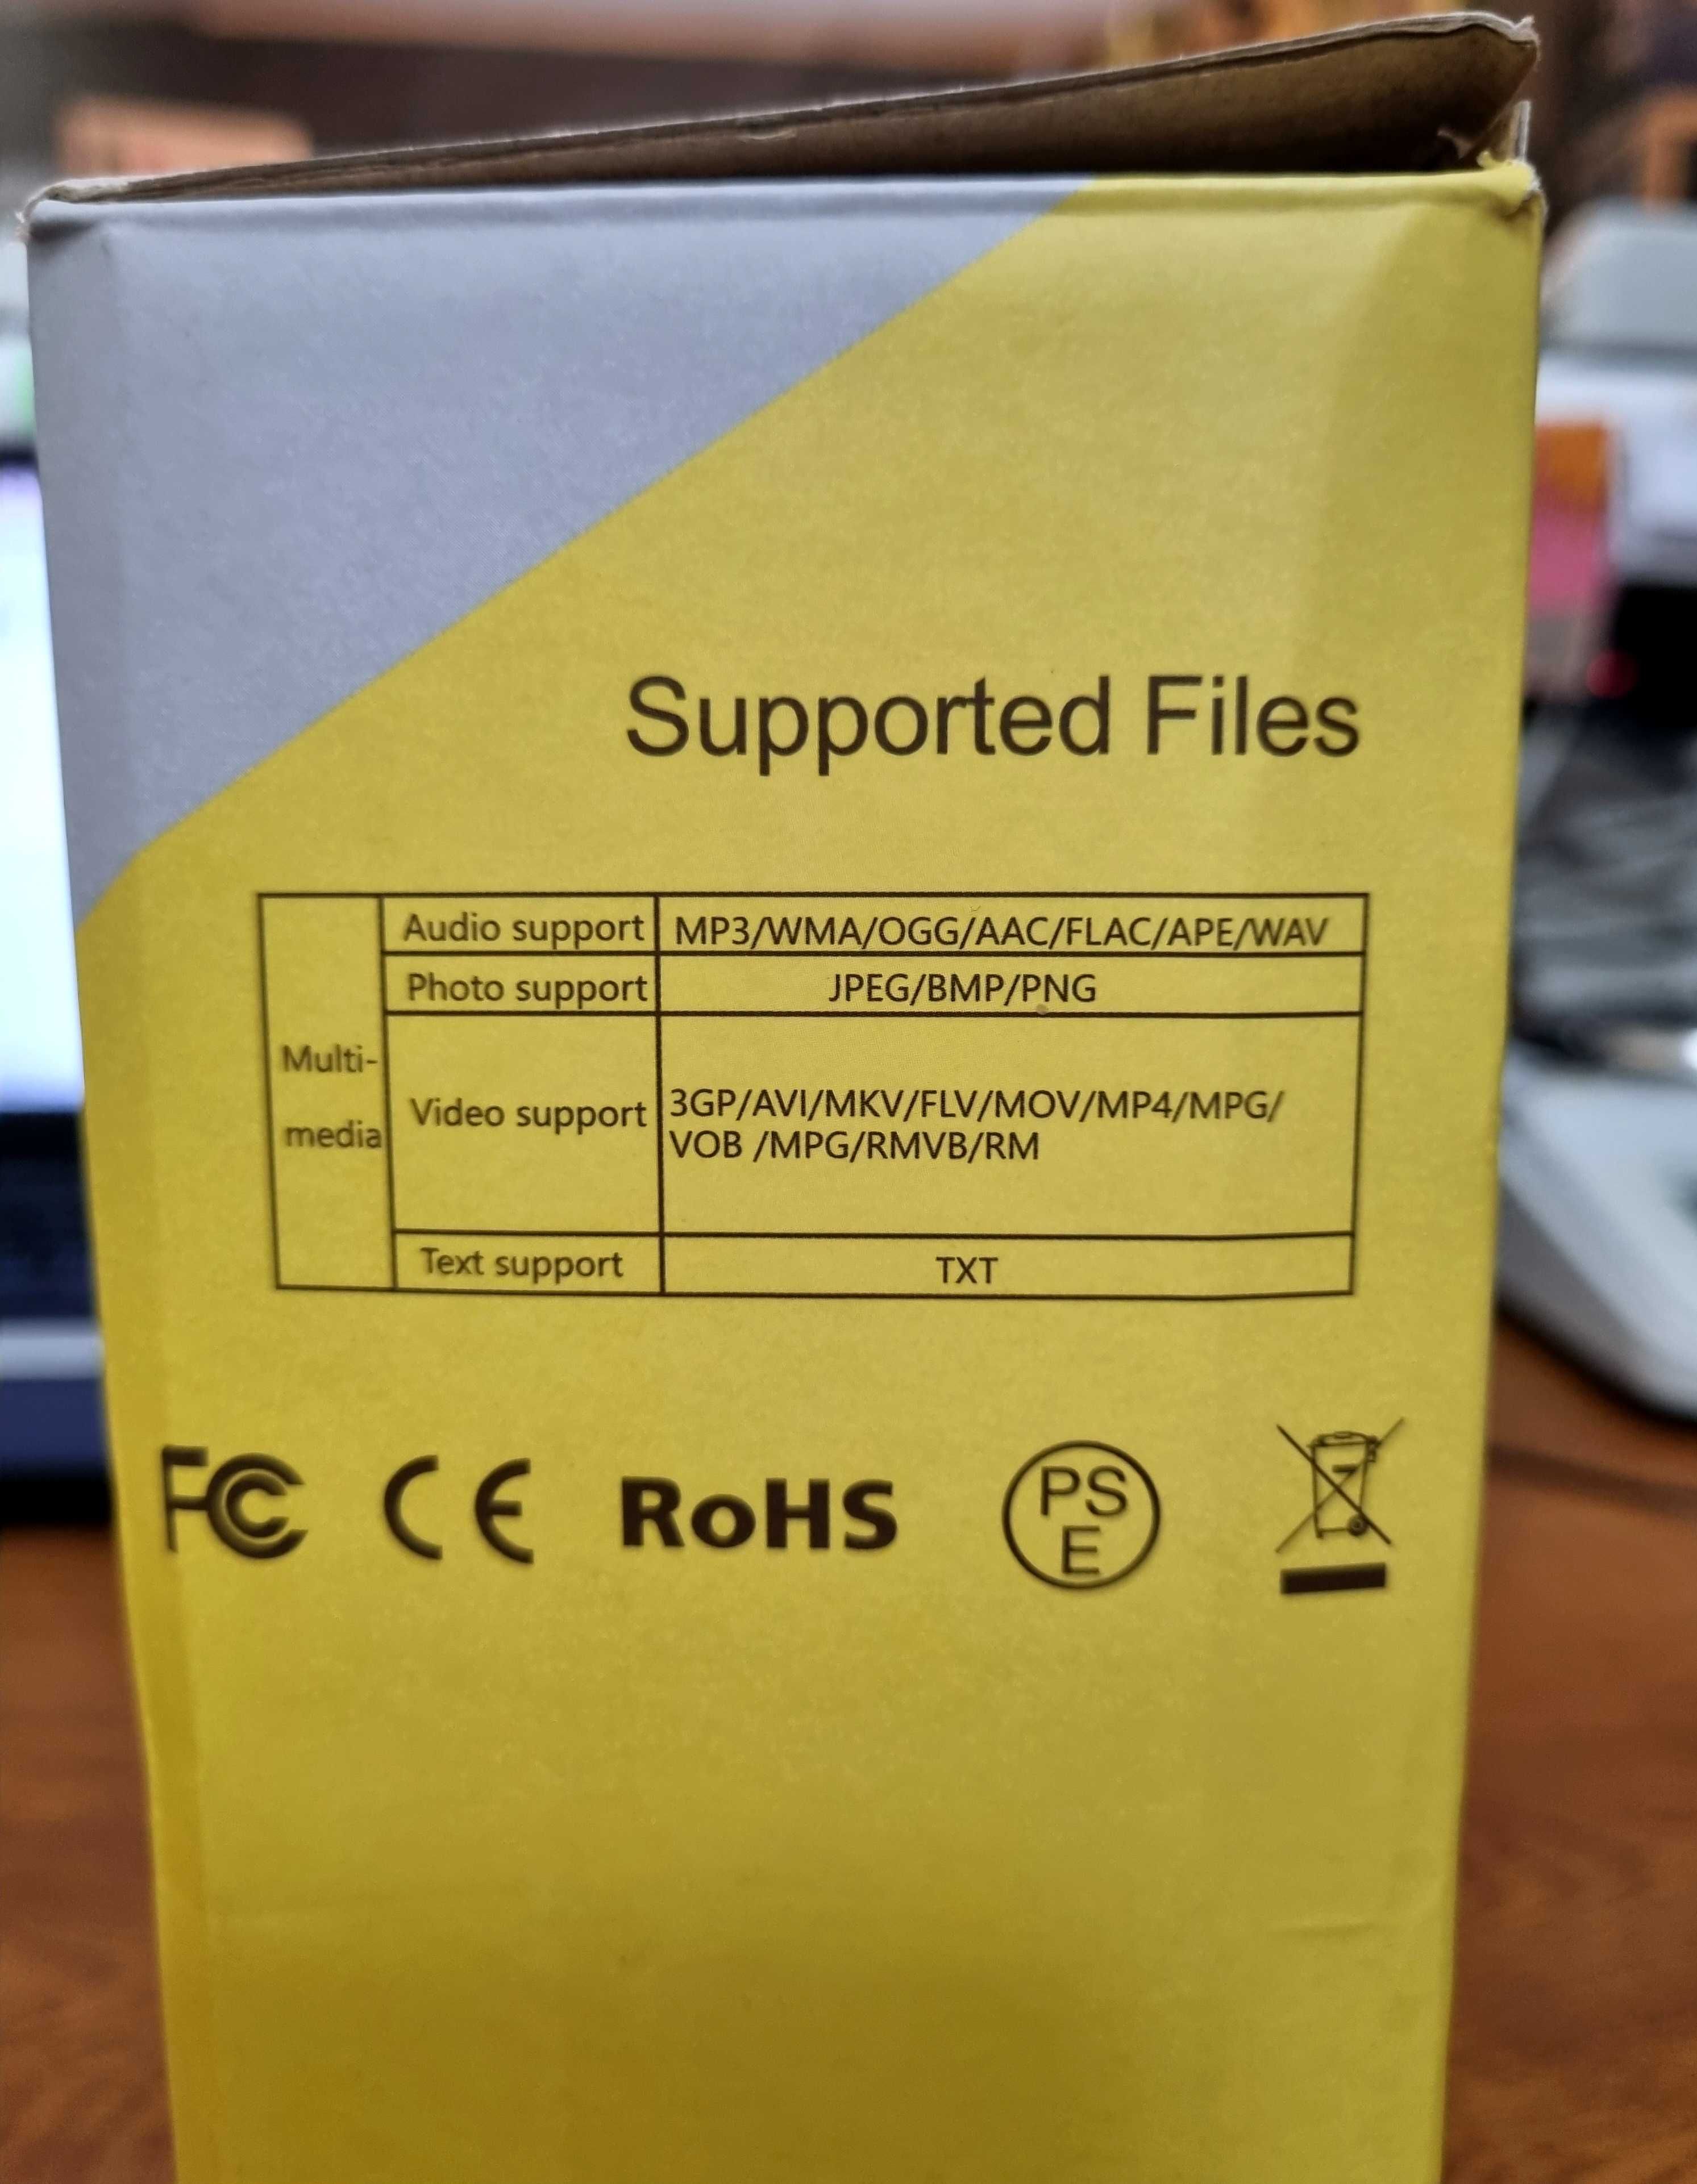 Supported Files
Multi-
media
Audio support MP3/WMA/OGG/AAC/FLAC/APE/WAV
Photo support JPEG/BMP/PNG
Video support 3GP/AVI/MKV/FLV/MOV/MP4/MPG/
VOB /MPG/RMVB/RM
Text support TXT
FC CE RoHS PS
E